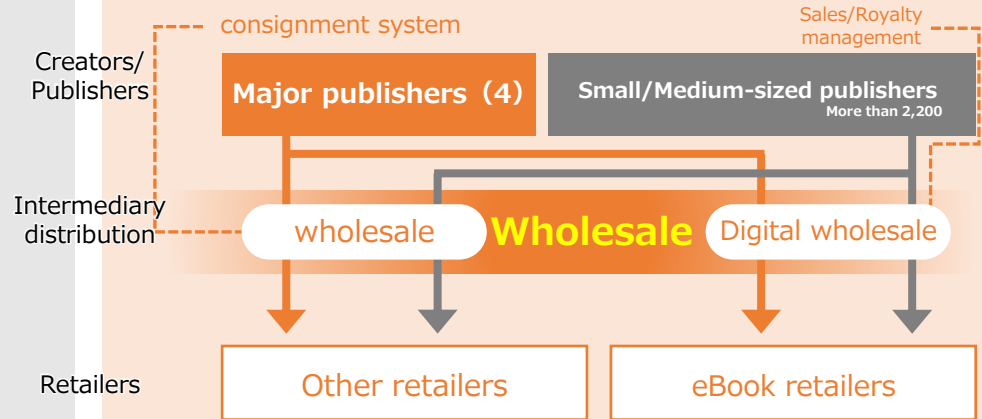 consignment system
Sales/Royalty
management
Creators/
Publishers
Major publishers（4）
Small/Medium-sized publishers
More than 2,200
Intermediary
distribution
wholesale
Wholesale
Digital wholesale
Retailers
Other retailers
eBook retailers